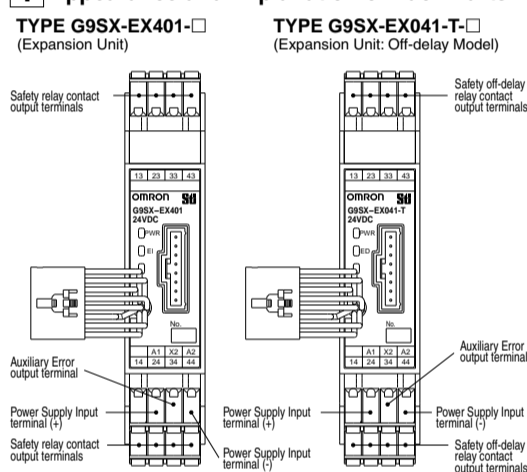 TYPE G9SX-EX401-□
(Expansion Unit)
Safety relay contact
output terminals
13 23 33 43
OMRON Sti
G9SX-EX401
24VDC
PWR
EI
No.
A1 X2 A2
14 24 34 44
Auxiliary Error
output terminal
Power Supply Input
terminal (+)
Safety relay contact
output terminals
Power Supply Input
terminal (-)
TYPE G9SX-EX041-T-□
(Expansion Unit: Off-delay Model)
Safety off-delay
relay contact
output terminals
13 23 33 43
OMRON Sti
G9SX-EX041-T
24VDC
PWR
ED
No.
A1 X2 A2
14 24 34 44
Auxiliary Error
output terminal
Power Supply Input
terminal (+)
Power Supply Input
terminal (-)
Safety off-delay
relay contact
output terminals